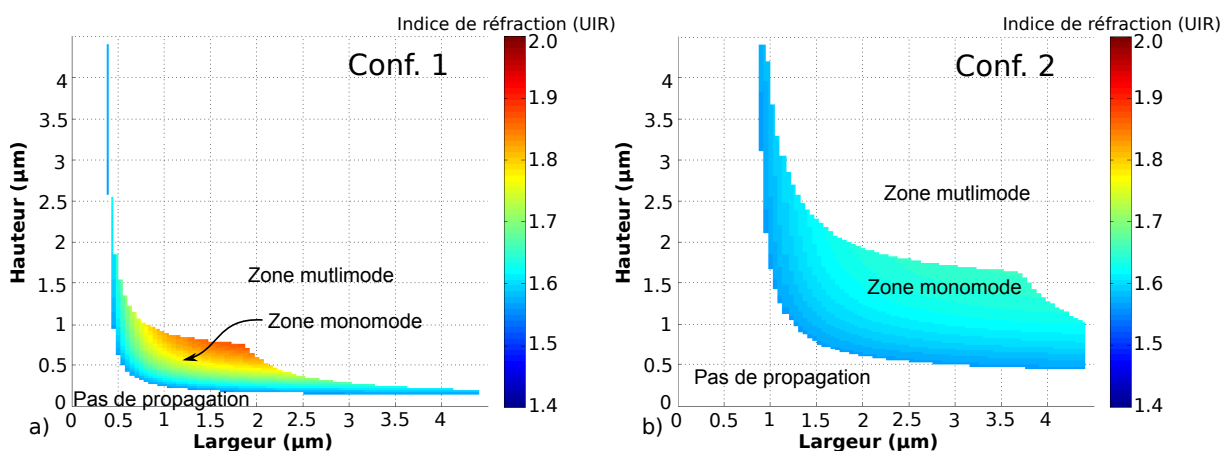 Indice de réfraction (UIR)
Conf. 1
2.0
1.9
1.8
1.7
1.6
1.5
1.4
Hauteur (µm)
4
3.5
3
2.5
2
1.5
1
0.5
0
Zone mutlimode
Zone monomode
Pas de propagation
0 0.5 1 1.5 2 2.5 3 3.5 4 4.5
a)
Largeur (µm)
Indice de réfraction (UIR)
Conf. 2
2.0
1.9
1.8
1.7
1.6
1.5
1.4
Hauteur (µm)
4
3.5
3
2.5
2
1.5
1
0.5
0
Zone mutlimode
Zone monomode
Pas de propagation
0 0.5 1 1.5 2 2.5 3 3.5 4 4.5
b)
Largeur (µm)